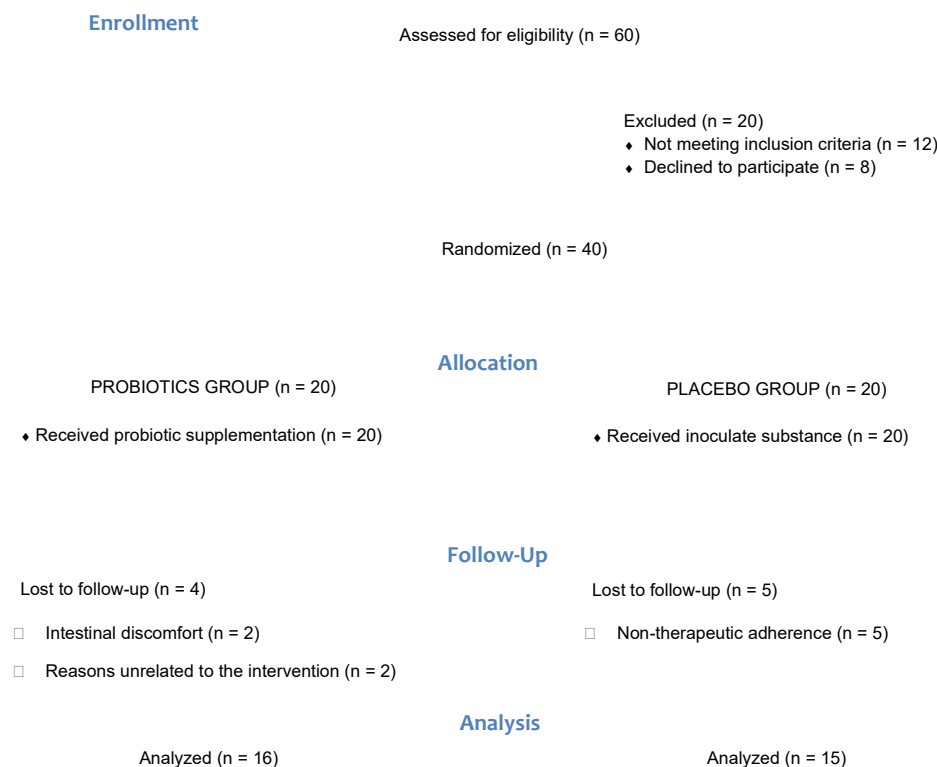 Enrollment
Assessed for eligibility (n = 60)
Excluded (n = 20)
♦ Not meeting inclusion criteria (n = 12)
♦ Declined to participate (n = 8)
Randomized (n = 40)
Allocation
PROBIOTICS GROUP (n = 20)
PLACEBO GROUP (n = 20)
♦ Received probiotic supplementation (n = 20)
♦ Received inoculate substance (n = 20)
Follow-Up
Lost to follow-up (n = 4)
Lost to follow-up (n = 5)
□ Intestinal discomfort (n = 2)
□ Non-therapeutic adherence (n = 5)
□ Reasons unrelated to the intervention (n = 2)
Analysis
Analyzed (n = 16)
Analyzed (n = 15)